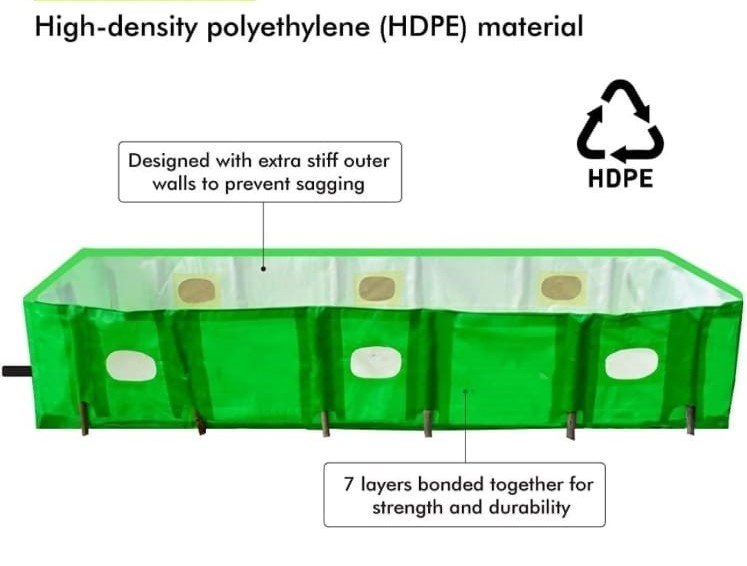 High-density polyethylene (HDPE) material
HDPE
Designed with extra stiff outer
walls to prevent sagging
7 layers bonded together for
strength and durability